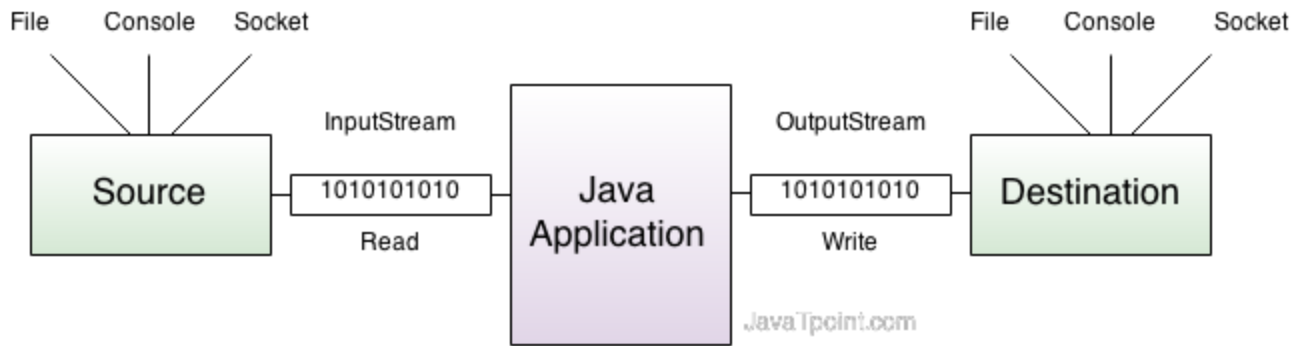 File Console Socket
File Console Socket
InputStream
OutputStream
Source
1010101010
Java
Application
1010101010
Destination
Read
Write
JavaTpoint.com